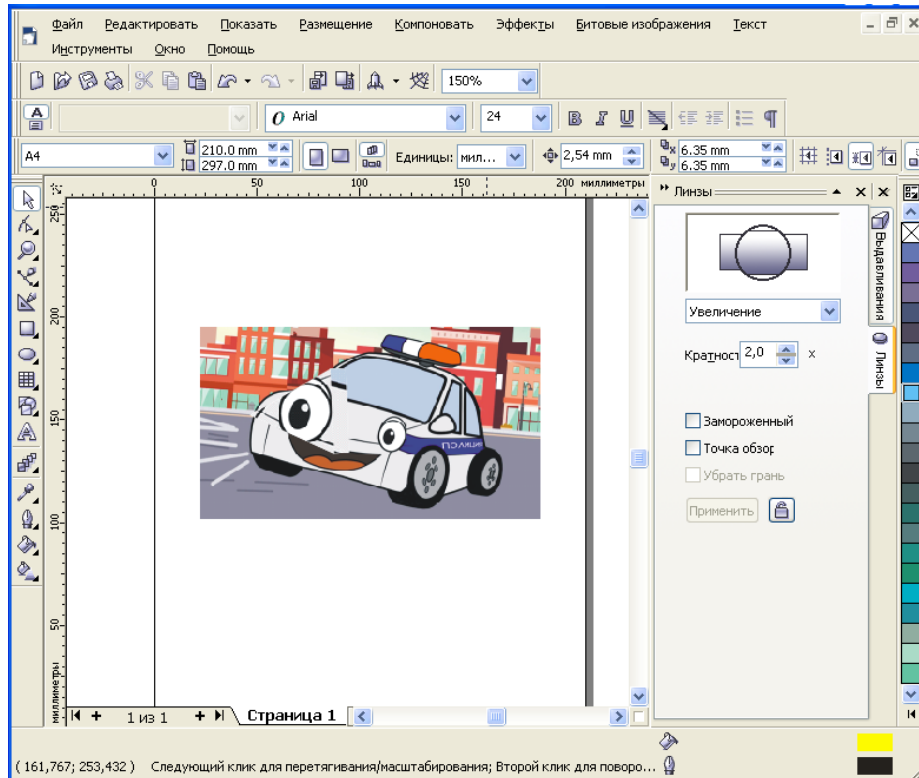 Файл Редактировать Показать Размещение Компоновать Эффекты Битовые изображения Текст
Инструменты Окно Помощь
150%
O Arial 24 B I U
A4 210.0 mm 297.0 mm Единицы: мил... 2,54 mm 6.35 mm 6.35 mm
0 50 100 150 200 миллиметры
250
200
150
100
50
миллиметры
Линзы
Выдавливания
Линзы
Увеличение
Кратност 2,0 x
Замороженный
Точка обзор
Убрать грань
Применить
1 из 1 Страница 1
( 161,767; 253,432 ) Следующий клик для перетягивания/масштабирования; Второй клик для поворо...